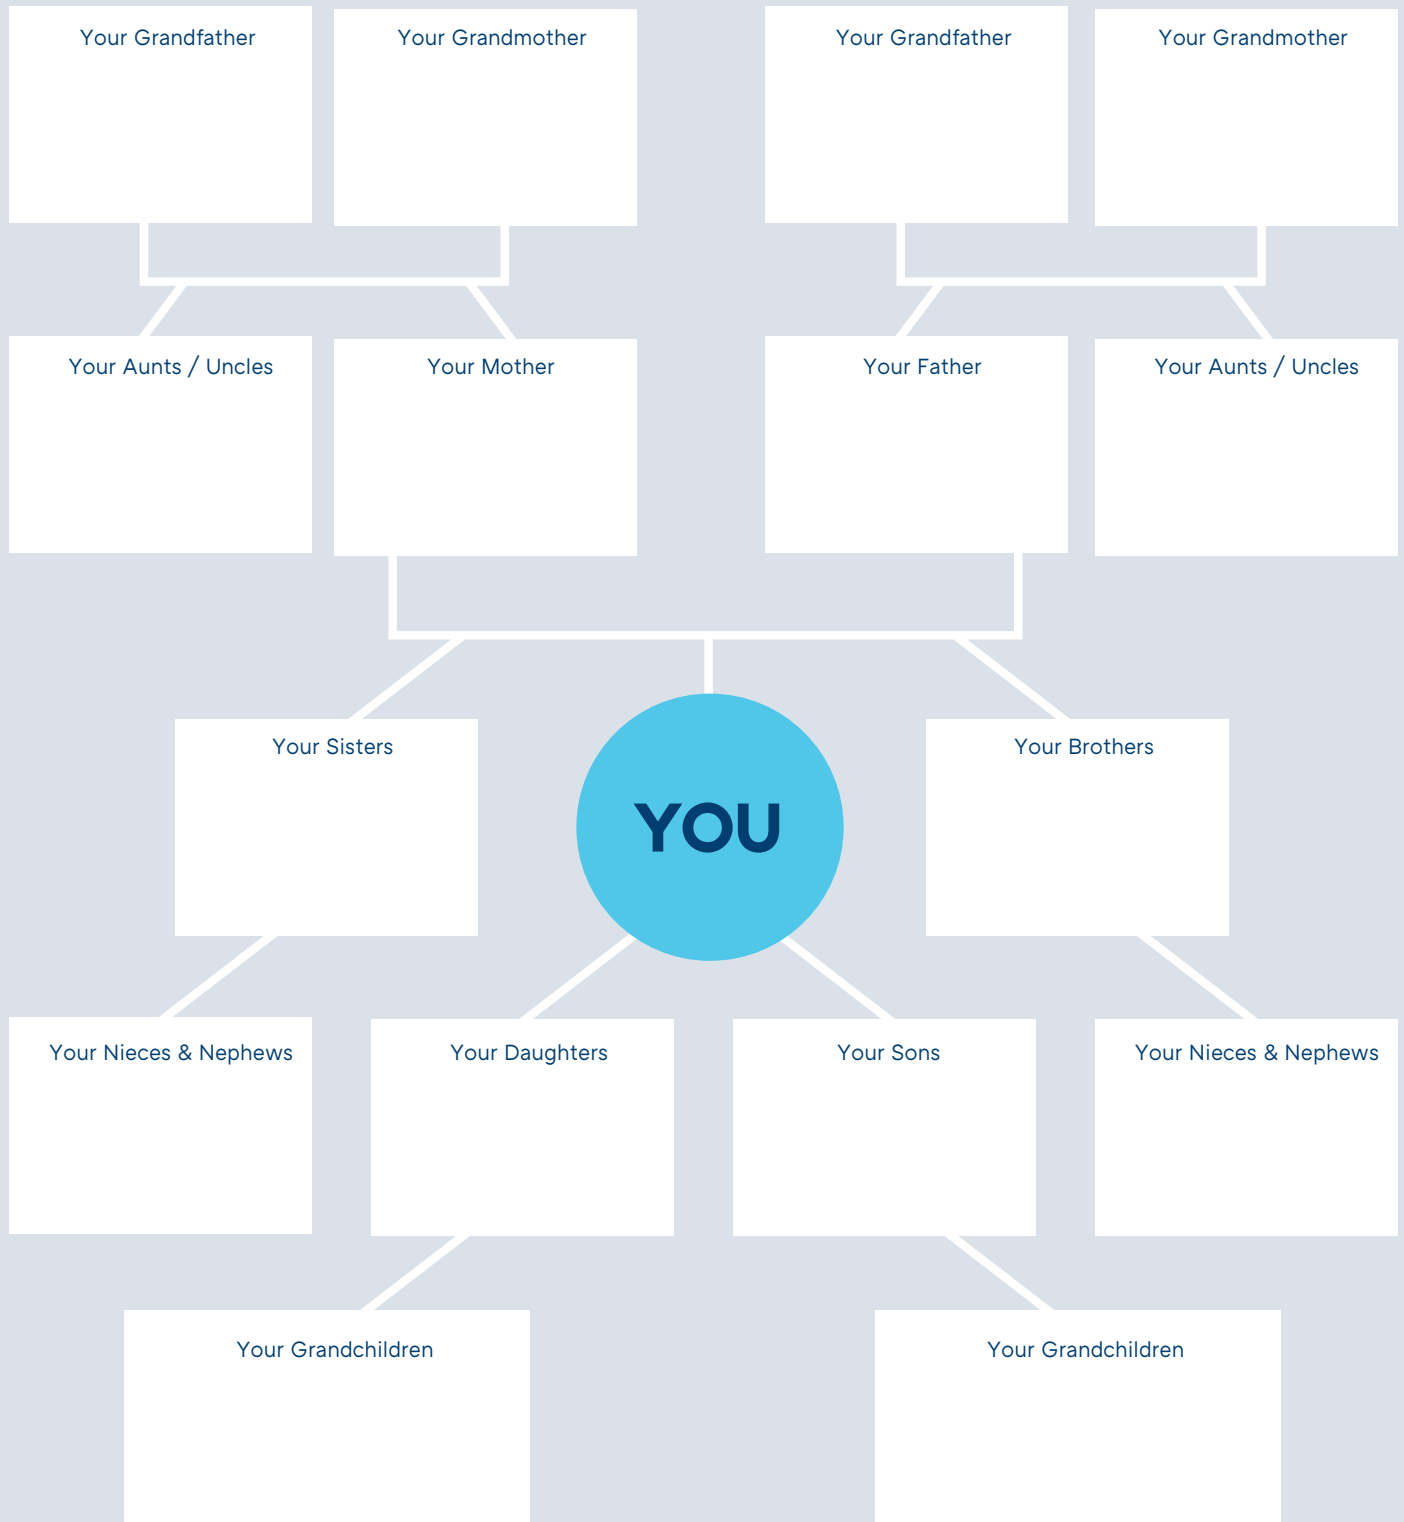 Your Grandfather
Your Grandmother
Your Grandfather
Your Grandmother
Your Aunts / Uncles
Your Mother
Your Father
Your Aunts / Uncles
Your Sisters
YOU
Your Brothers
Your Nieces & Nephews
Your Daughters
Your Sons
Your Nieces & Nephews
Your Grandchildren
Your Grandchildren